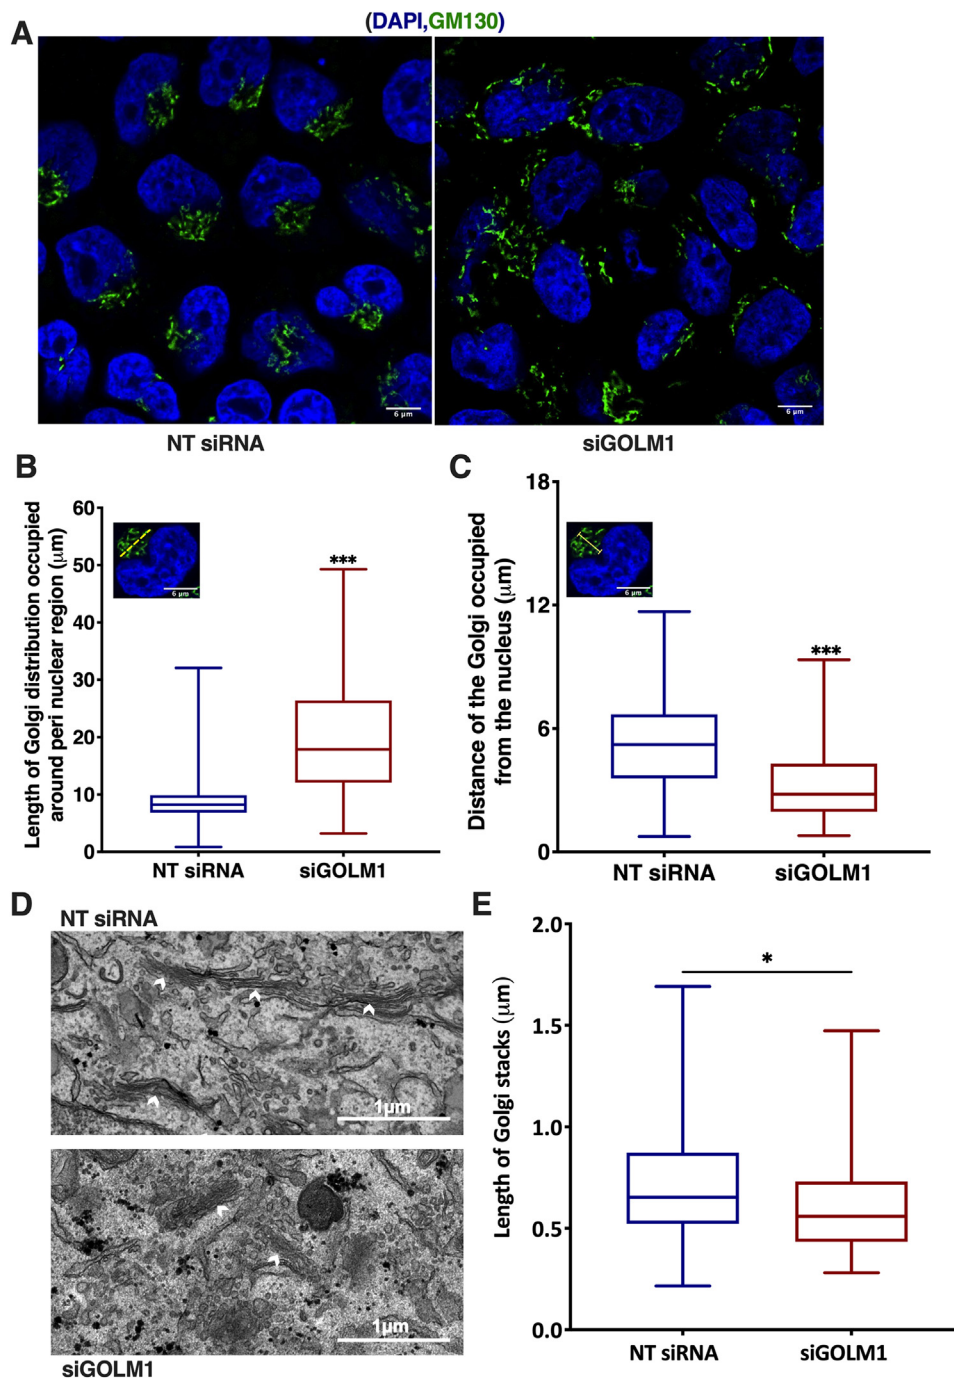 (DAPI,GM130)
A
6 μm
6 μm
NT siRNA
siGOLM1
B
Length of Golgi distribution occupied
around peri nuclear region (μm)
60
50
40
30
20
10
0
6 μm
***
NT siRNA
siGOLM1
C
Distance of the Golgi occupied
from the nucleus (μm)
18
12
6
0
6 μm
***
NT siRNA
siGOLM1
D
NT siRNA
1μm
1μm
siGOLM1
E
Length of Golgi stacks (μm)
2.0
1.5
1.0
0.5
0.0
*
NT siRNA
siGOLM1